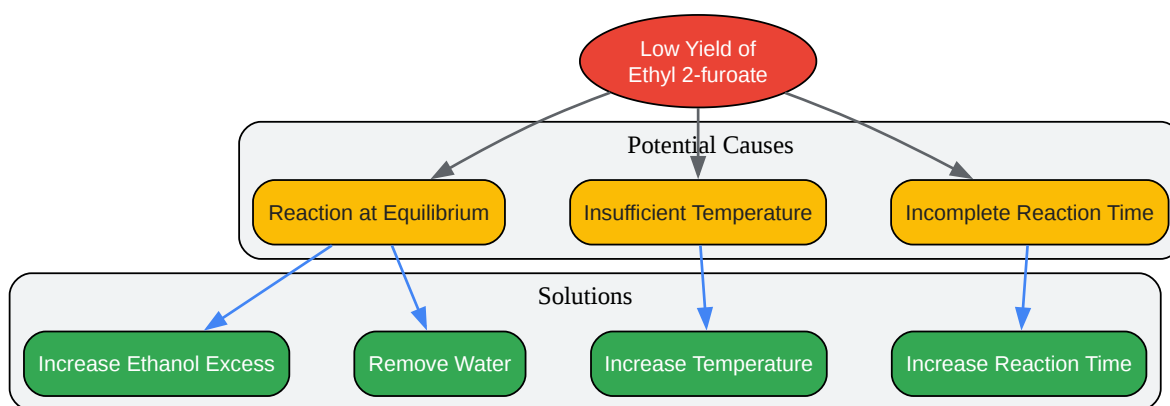 Low Yield of
Ethyl 2-furoate
Potential Causes
Reaction at Equilibrium
Insufficient Temperature
Incomplete Reaction Time
Solutions
Increase Ethanol Excess
Remove Water
Increase Temperature
Increase Reaction Time